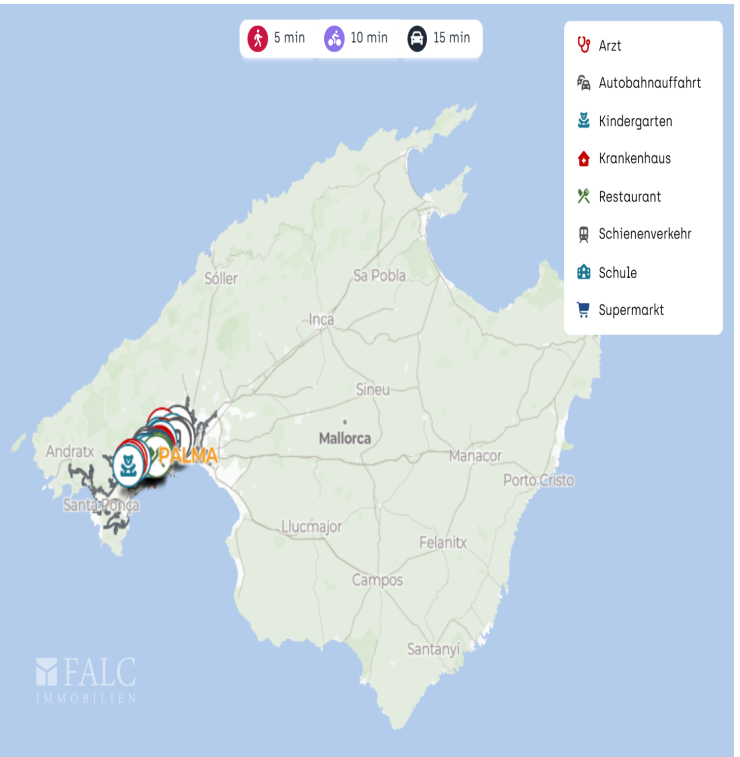 5 min
10 min
15 min
Arzt
Autobahnauffahrt
Kindergarten
Krankenhaus
Restaurant
Schienenverkehr
Schule
Supermarkt
Sóller
Sa Pobla
Inca
Sineu
Mallorca
Andratx
PALMA
Manacor
Porto Cristo
Santa Ponça
Llucmajor
Felanitx
Campos
Santanyí
FALC
IMMOBILIEN